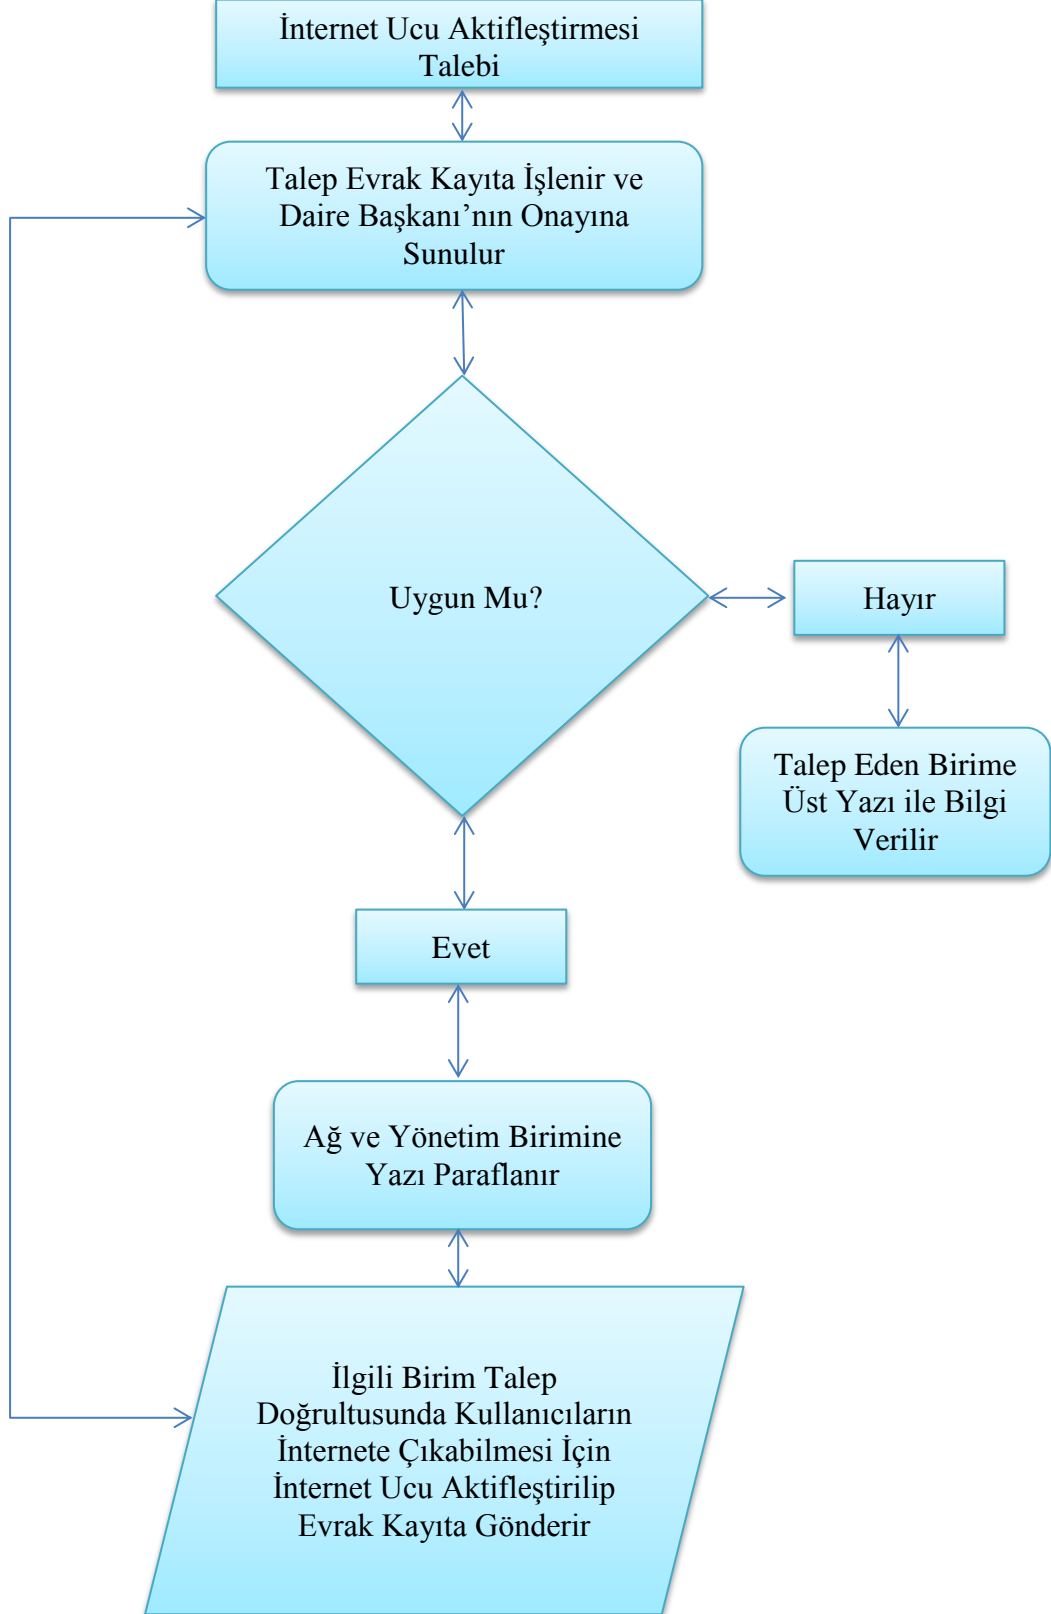 İnternet Ucu Aktifleştirmesi
Talebi
Talep Evrak Kayıta İşlenir ve
Daire Başkanı’nın Onayına
Sunulur
Uygun Mu?
Hayır
Talep Eden Birime
Üst Yazı ile Bilgi
Verilir
Evet
Ağ ve Yönetim Birimine
Yazı Paraflanır
İlgili Birim Talep
Doğrultusunda Kullanıcıların
İnternete Çıkabilmesi İçin
İnternet Ucu Aktifleştirilip
Evrak Kayıta Gönderir